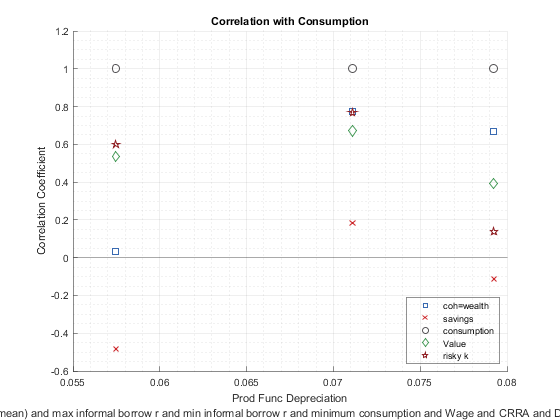 Correlation with Consumption
1.2
1
0.8
0.6
0.4
0.2
0
-0.2
-0.4
-0.6
Correlation Coefficient
coh=wealth
savings
consumption
Value
risky k
0.055
0.06
0.065
0.07
0.075
0.08
Prod Func Depreciation
mean) and max informal borrow r and min informal borrow r and minimum consumption and Wage and CRRA and D